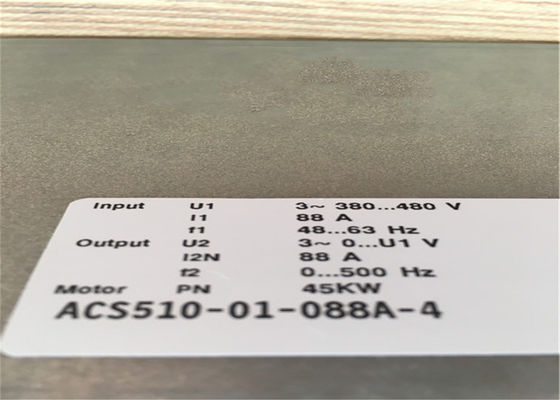 Input U1 3~ 380...480 V
I1 88 A
f1 48...63 Hz
Output U2 3~ 0...U1 V
I2N 88 A
f2 0...500 Hz
Motor PN 45KW
ACS510-01-088A-4